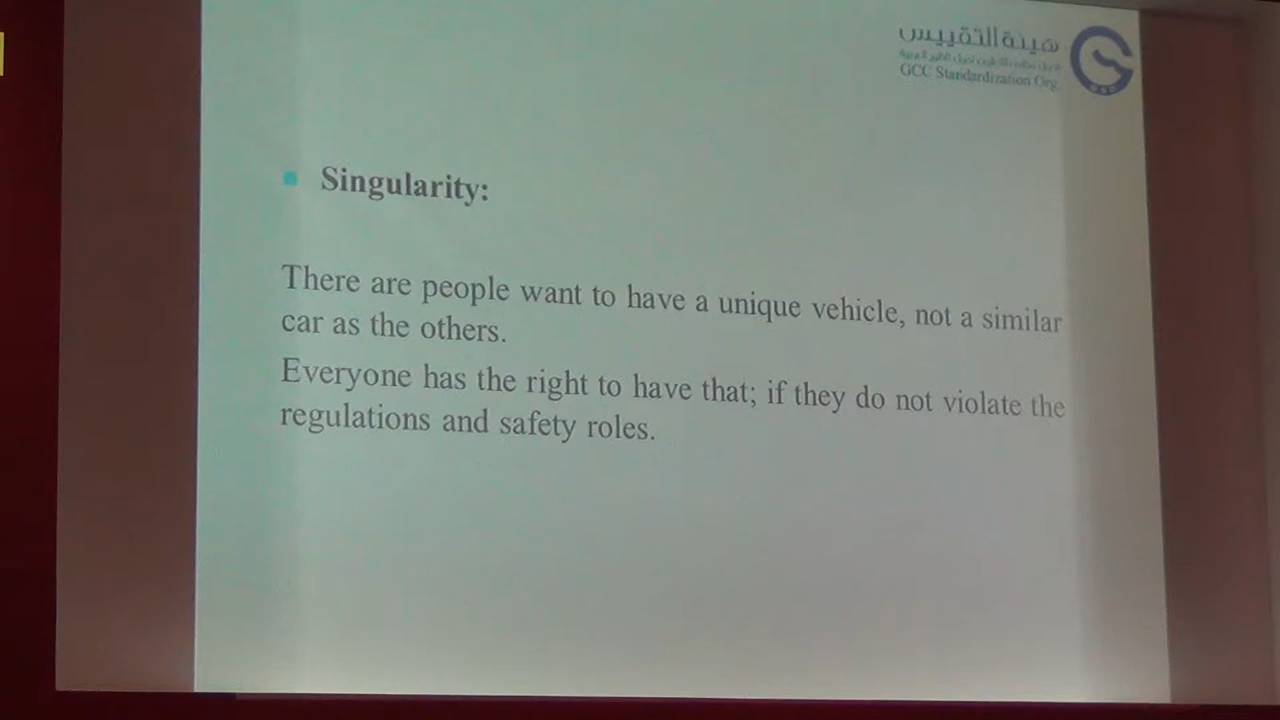 هيئة التقييس
GCC Standardization Org.
Singularity:
There are people want to have a unique vehicle, not a similar
car as the others.
Everyone has the right to have that; if they do not violate the
regulations and safety roles.